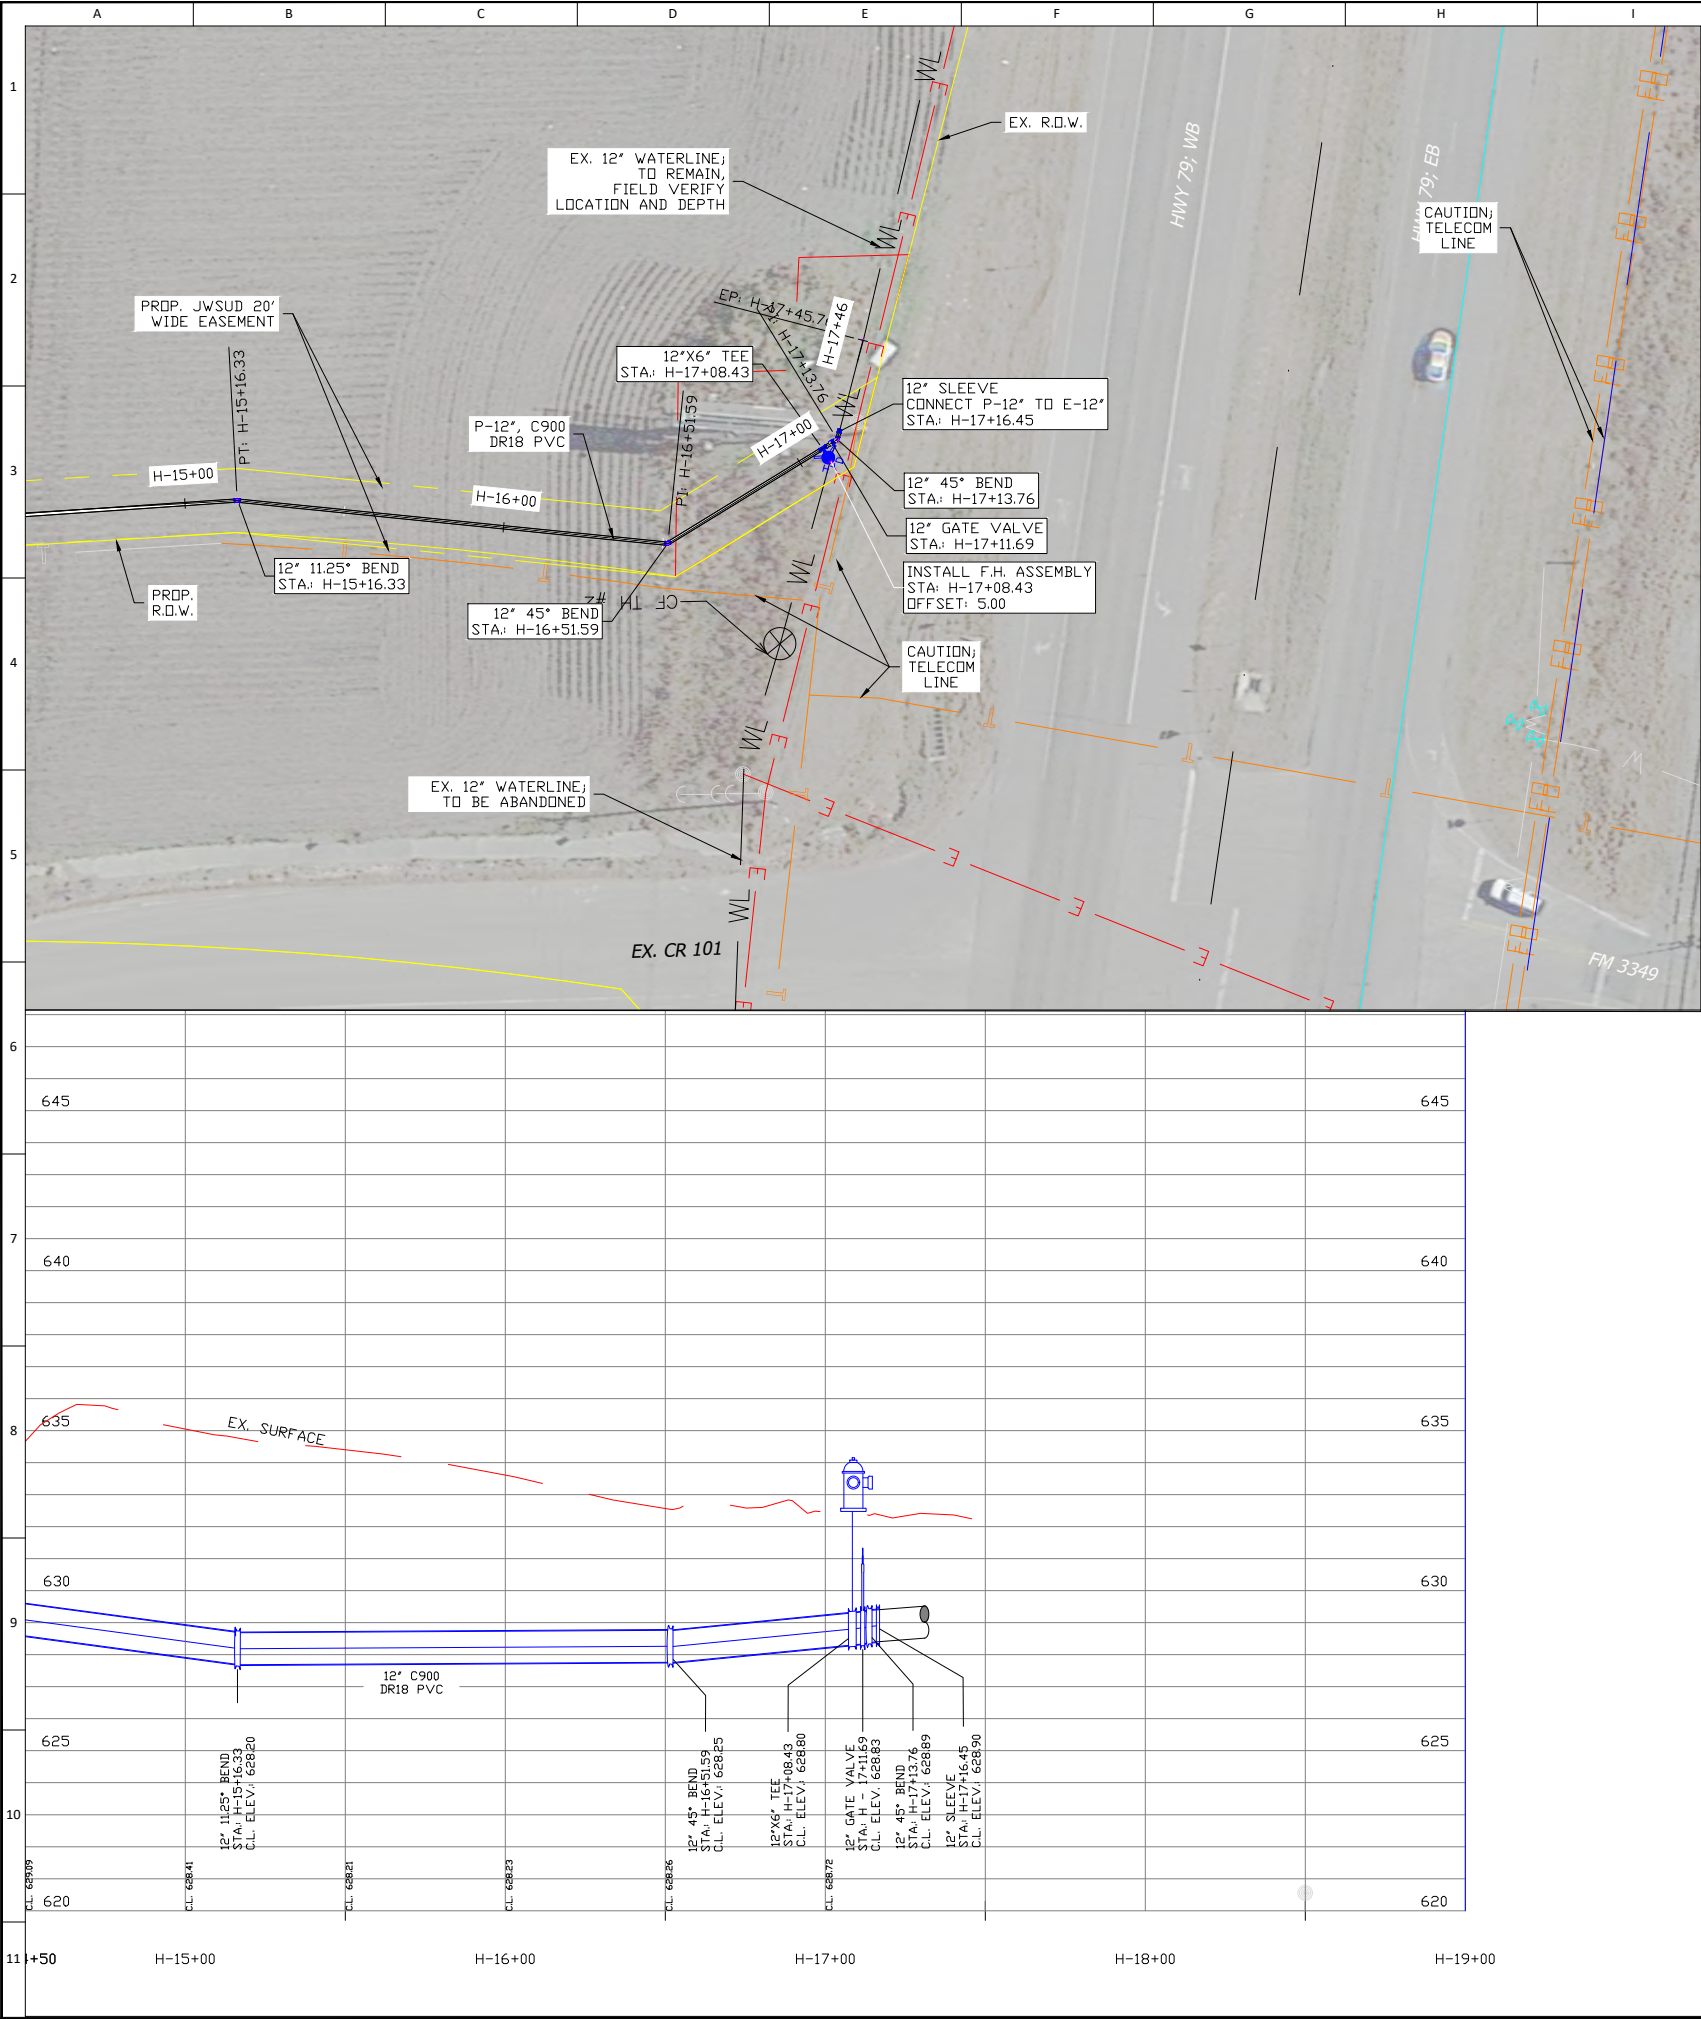 A B C D E F G H I
1
2
3
4
5
6
7
8
9
10
11
EX. R.O.W.
EX. 12" WATERLINE;
TO REMAIN,
FIELD VERIFY
LOCATION AND DEPTH
HWY 79; WB
HWY 79; EB
CAUTION;
TELECOM
LINE
PROP. JWSUD 20'
WIDE EASEMENT
EP: H-17+45.7
H-17+46
PI: H-17+13.76
12"X6" TEE
STA.: H-17+08.43
12" SLEEVE
CONNECT P-12" TO E-12"
STA.: H-17+16.45
PT: H-15+16.33
P-12", C900
DR18 PVC
PI: H-16+51.59
H-17+00
H-15+00
H-16+00
12" 45° BEND
STA.: H-17+13.76
12" GATE VALVE
STA.: H-17+11.69
12" 11.25° BEND
STA.: H-15+16.33
INSTALL F.H. ASSEMBLY
STA: H-17+08.43
OFFSET: 5.00
PROP.
R.O.W.
CF TH #2
12" 45° BEND
STA.: H-16+51.59
CAUTION;
TELECOM
LINE
EX. 12" WATERLINE;
TO BE ABANDONED
EX. CR 101
FM 3349
WL
WL
WL
WL
WL
WL
E
E
E
E
E
E
E
E
E
E
E
E
E
T
T
T
T
T
T
T
T
T
T
W
645 645
640 640
635 635
EX. SURFACE
630 630
12" C900
DR18 PVC
625 625
12" 11.25° BEND
STA.: H-15+16.33
C.L. ELEV.: 628.20
12" 45° BEND
STA.: H-16+51.59
C.L. ELEV.: 628.25
12"X6" TEE
STA.: H-17+08.43
C.L. ELEV.: 628.80
12" GATE VALVE
STA.: H - 17+11.69
C.L. ELEV. 628.83
12" 45° BEND
STA.: H-17+13.76
C.L. ELEV.: 628.89
12" SLEEVE
STA.: H-17+16.45
C.L. ELEV.: 628.90
C.L. 629.09
C.L. 628.41
C.L. 628.21
C.L. 628.23
C.L. 628.26
C.L. 628.72
620 620
+50 H-15+00 H-16+00 H-17+00 H-18+00 H-19+00